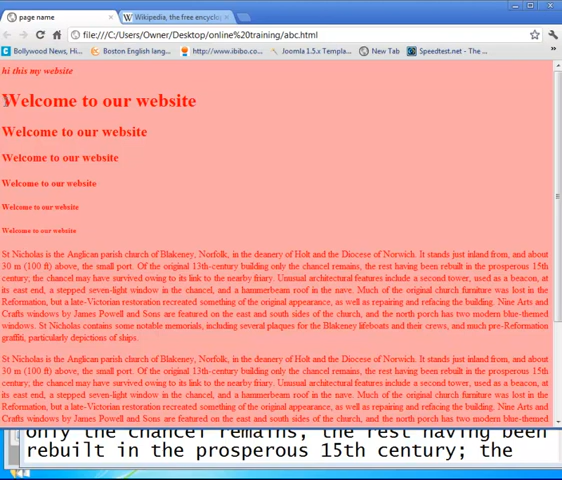 page name
Wikipedia, the free encyclo
file:///C:/Users/Owner/Desktop/online%20training/abc.html
Bollywood News, Hi... Boston English lang... http://www.ibibo.co... Joomla 1.5.x Templa... New Tab Speedtest.net - The...
hi this my website
Welcome to our website
Welcome to our website
Welcome to our website
Welcome to our website
Welcome to our website
Welcome to our website
St Nicholas is the Anglican parish church of Blakeney, Norfolk, in the deanery of Holt and the Diocese of Norwich. It stands just inland from, and about
30 m (100 ft) above, the small port. Of the original 13th-century building only the chancel remains, the rest having been rebuilt in the prosperous 15th
century; the chancel may have survived owing to its link to the nearby friary. Unusual architectural features include a second tower, used as a beacon, at
its east end, a stepped seven-light window in the chancel, and a hammerbeam roof in the nave. Much of the original church furniture was lost in the
Reformation, but a late-Victorian restoration recreated something of the original appearance, as well as repairing and refacing the building. Nine Arts and
Crafts windows by James Powell and Sons are featured on the east and south sides of the church, and the north porch has two modern blue-themed
windows. St Nicholas contains some notable memorials, including several plaques for the Blakeney lifeboats and their crews, and much pre-Reformation
graffiti, particularly depictions of ships.
St Nicholas is the Anglican parish church of Blakeney, Norfolk, in the deanery of Holt and the Diocese of Norwich. It stands just inland from, and about
30 m (100 ft) above, the small port. Of the original 13th-century building only the chancel remains, the rest having been rebuilt in the prosperous 15th
century; the chancel may have survived owing to its link to the nearby friary. Unusual architectural features include a second tower, used as a beacon, at
its east end, a stepped seven-light window in the chancel, and a hammerbeam roof in the nave. Much of the original church furniture was lost in the
Reformation, but a late-Victorian restoration recreated something of the original appearance, as well as repairing and refacing the building. Nine Arts and
Crafts windows by James Powell and Sons are featured on the east and south sides of the church, and the north porch has two modern blue-themed
only the chancel remains, the rest having been
rebuilt in the prosperous 15th century; the